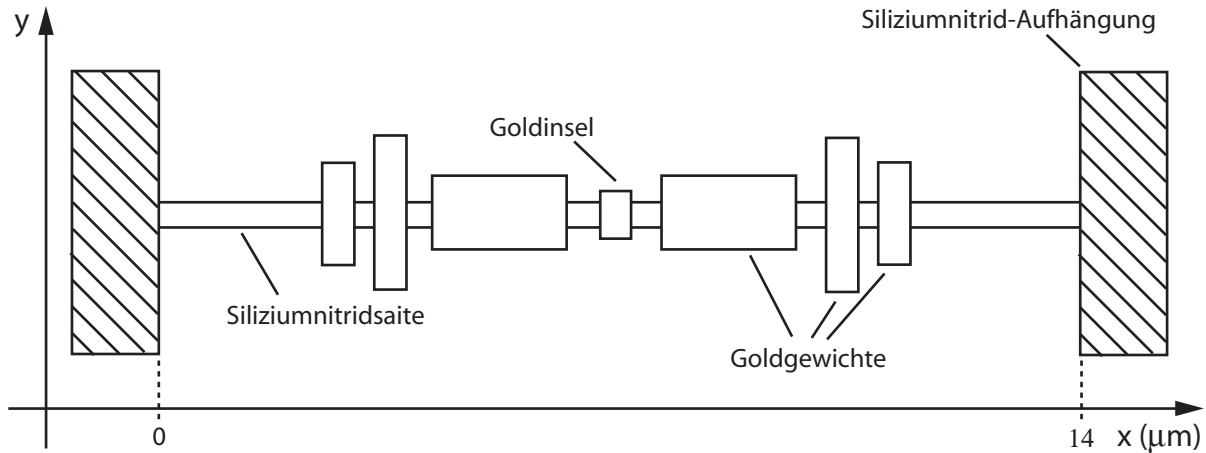 y
Siliziumnitrid-Aufhängung
Goldinsel
Siliziumnitridsaite
Goldgewichte
0
14
x (μm)